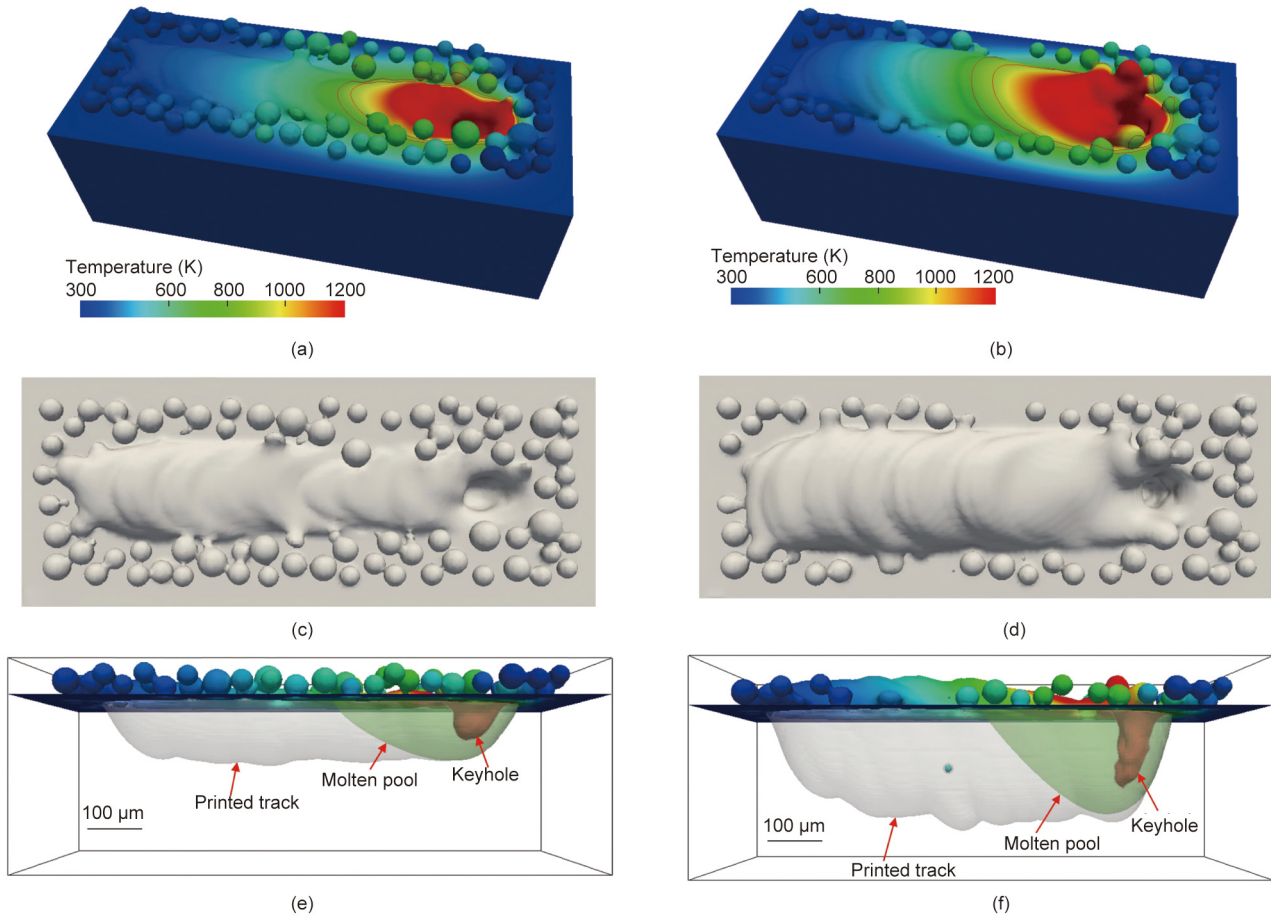 Temperature (K)
300 600 800 1000 1200
(a)
Temperature (K)
300 600 800 1000 1200
(b)
(c)
(d)
Printed track
Molten pool
Keyhole
100 µm
(e)
Printed track
Molten pool
Keyhole
100 µm
(f)